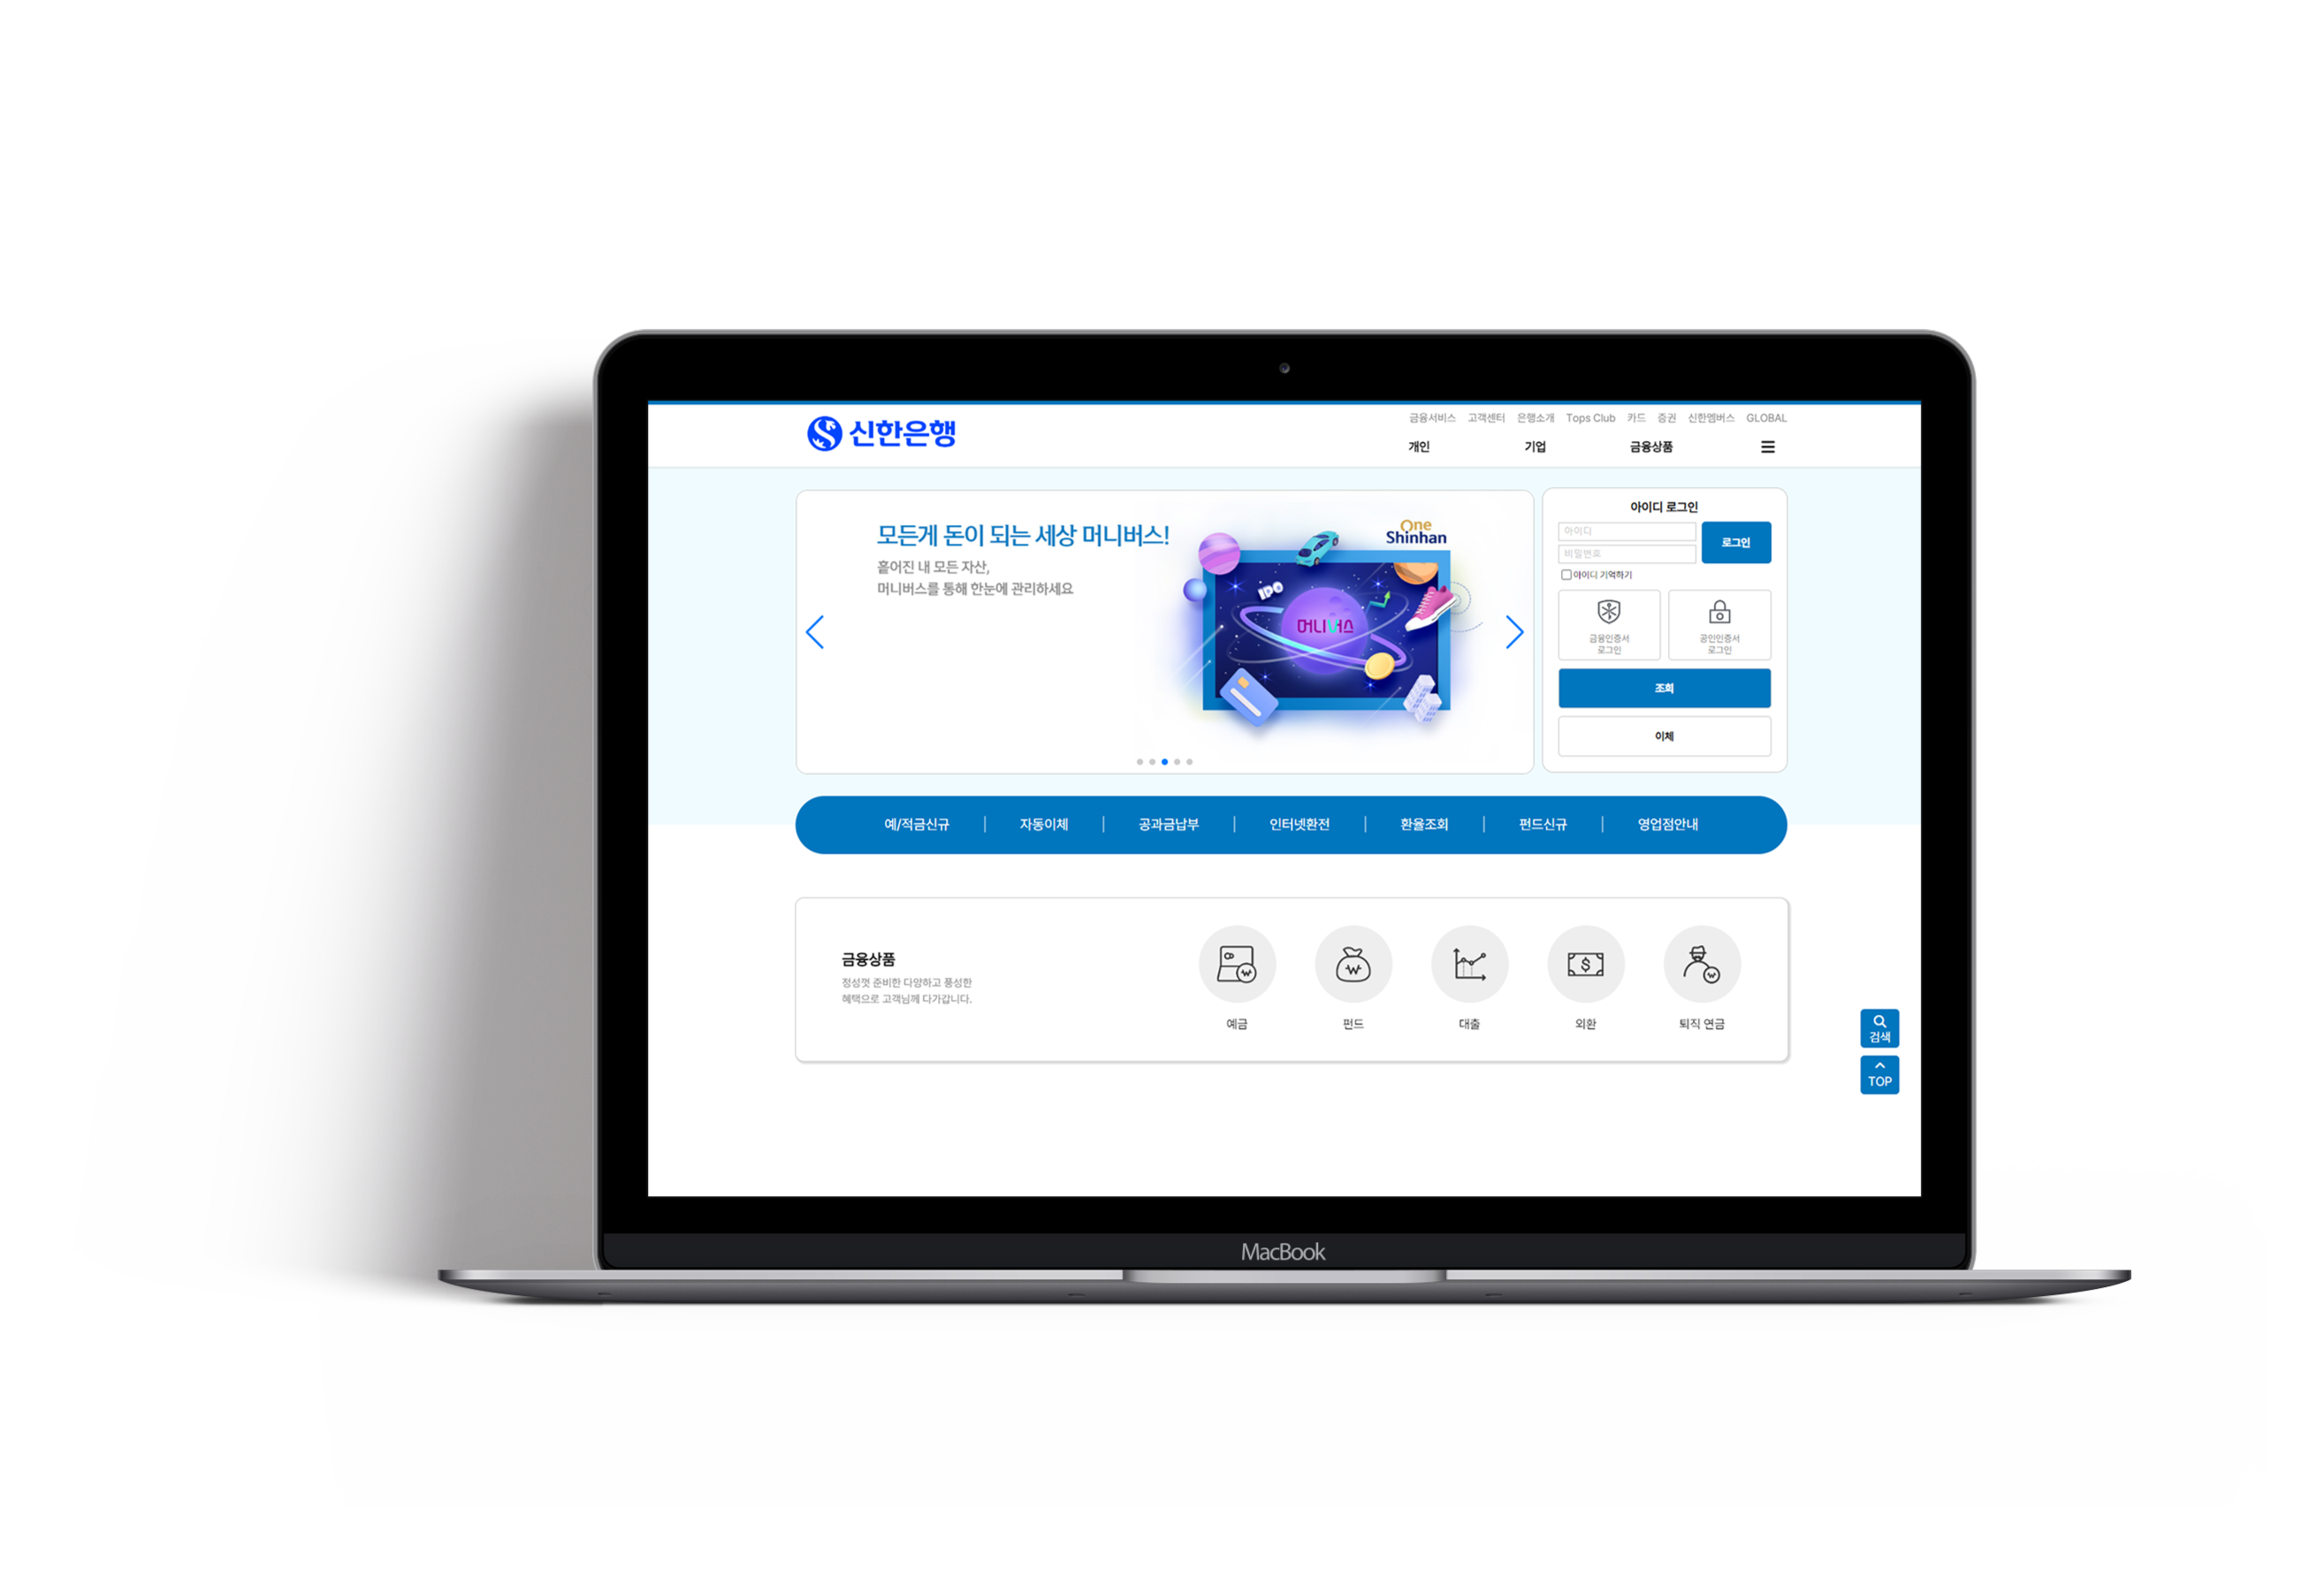 신한은행
금융서비스 고객센터 은행소개 Tops Club 카드 증권 신한멤버스 GLOBAL
개인 기업 금융상품
모든게 돈이 되는 세상 머니버스!
흩어진 내 모든 자산,
머니버스를 통해 한눈에 관리하세요
One
Shinhan
IPO
머니버스
아이디 로그인
아이디
비밀번호
로그인
아이디 기억하기
금융인증서
로그인
공인인증서
로그인
조회
이체
예/적금신규 자동이체 공과금납부 인터넷환전 환율조회 펀드신규 영업점안내
금융상품
정성껏 준비한 다양하고 풍성한
혜택으로 고객님께 다가갑니다.
예금 펀드 대출 외환 퇴직 연금
검색
TOP
MacBook